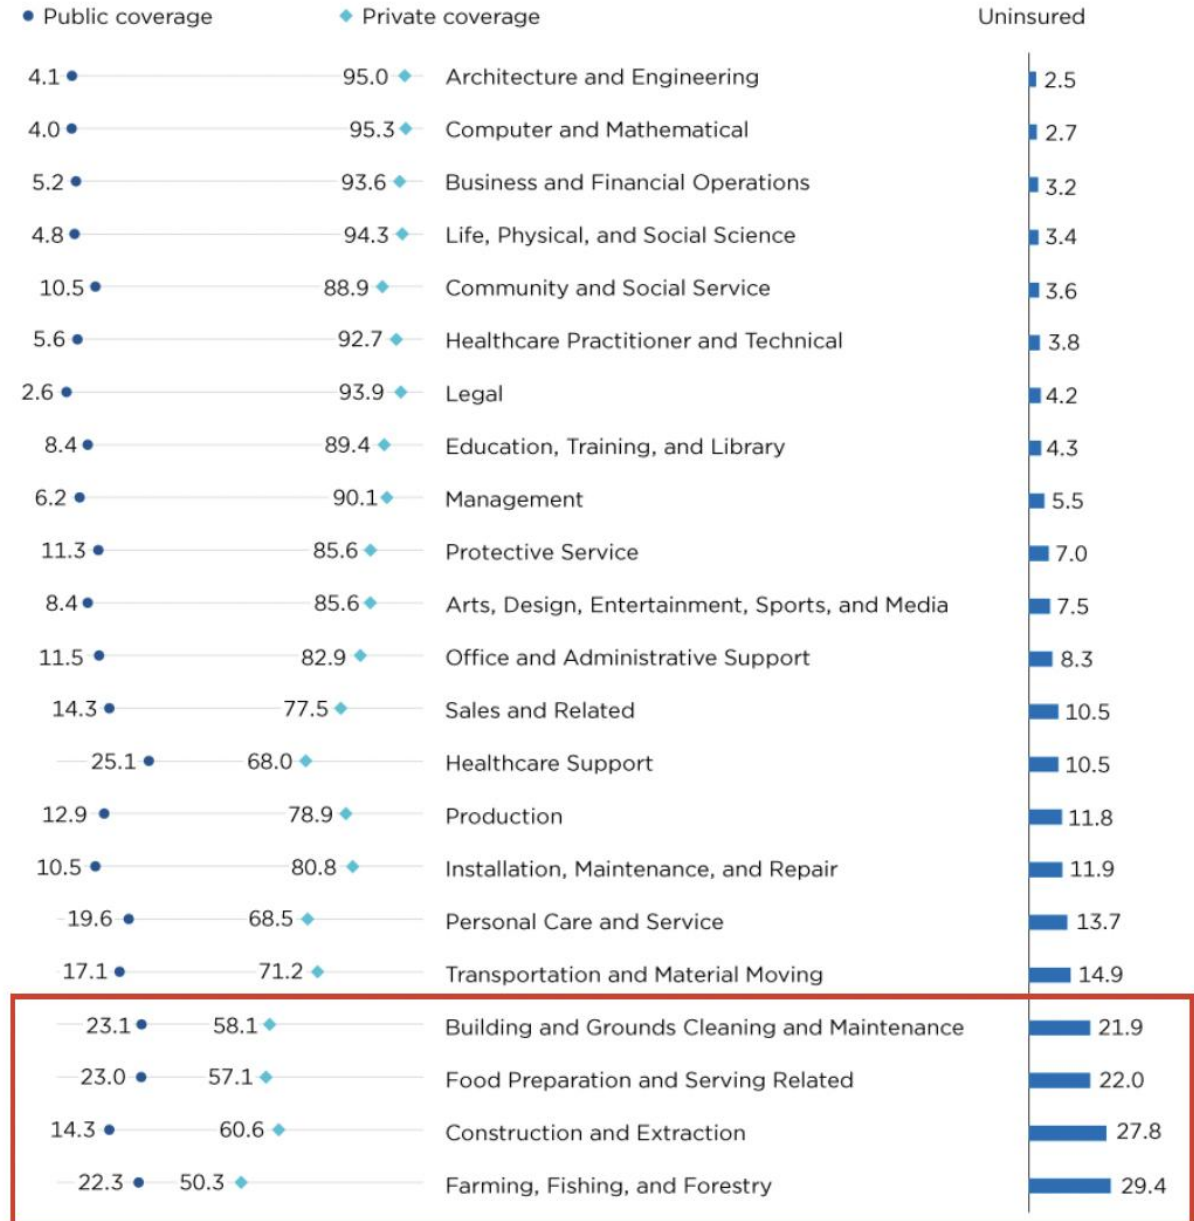 Public coverage Private coverage Uninsured
4.1 95.0 Architecture and Engineering 2.5
4.0 95.3 Computer and Mathematical 2.7
5.2 93.6 Business and Financial Operations 3.2
4.8 94.3 Life, Physical, and Social Science 3.4
10.5 88.9 Community and Social Service 3.6
5.6 92.7 Healthcare Practitioner and Technical 3.8
2.6 93.9 Legal 4.2
8.4 89.4 Education, Training, and Library 4.3
6.2 90.1 Management 5.5
11.3 85.6 Protective Service 7.0
8.4 85.6 Arts, Design, Entertainment, Sports, and Media 7.5
11.5 82.9 Office and Administrative Support 8.3
14.3 77.5 Sales and Related 10.5
25.1 68.0 Healthcare Support 10.5
12.9 78.9 Production 11.8
10.5 80.8 Installation, Maintenance, and Repair 11.9
19.6 68.5 Personal Care and Service 13.7
17.1 71.2 Transportation and Material Moving 14.9
23.1 58.1 Building and Grounds Cleaning and Maintenance 21.9
23.0 57.1 Food Preparation and Serving Related 22.0
14.3 60.6 Construction and Extraction 27.8
22.3 50.3 Farming, Fishing, and Forestry 29.4